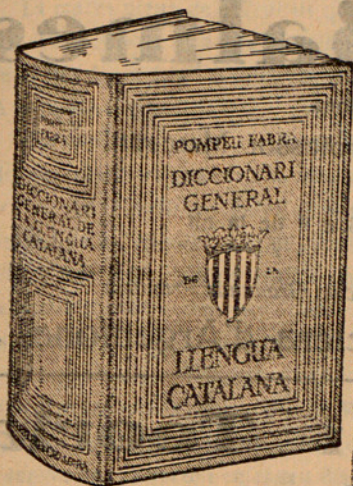 POMPEU FABRA
DICCIONARI
GENERAL DE
LA LLENGUA
CATALANA
POMPEU FABRA
DICCIONARI
GENERAL
DE LA
LLENGUA
CATALANA